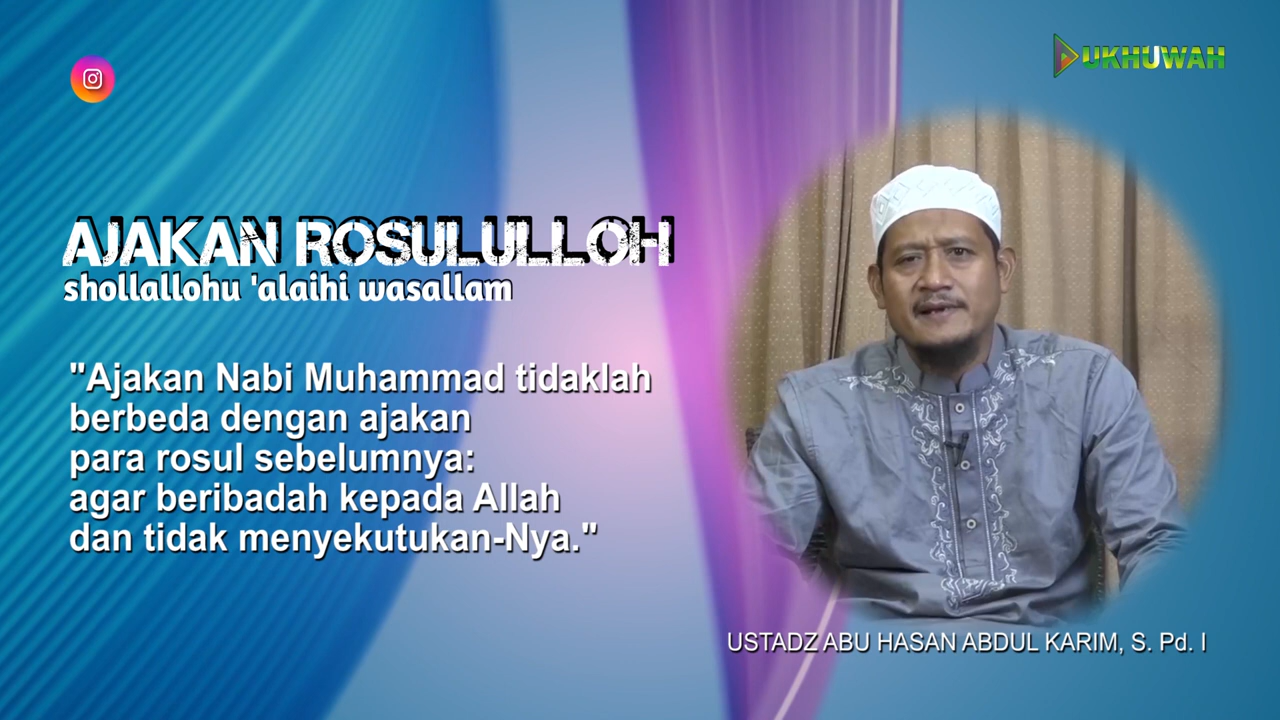 UKHUWAH
AJAKAN ROSULULLOH
shollallohu 'alaihi wasallam
"Ajakan Nabi Muhammad tidaklah
berbeda dengan ajakan
para rosul sebelumnya:
agar beribadah kepada Allah
dan tidak menyekutukan-Nya."
USTADZ ABU HASAN ABDUL KARIM, S. Pd. I